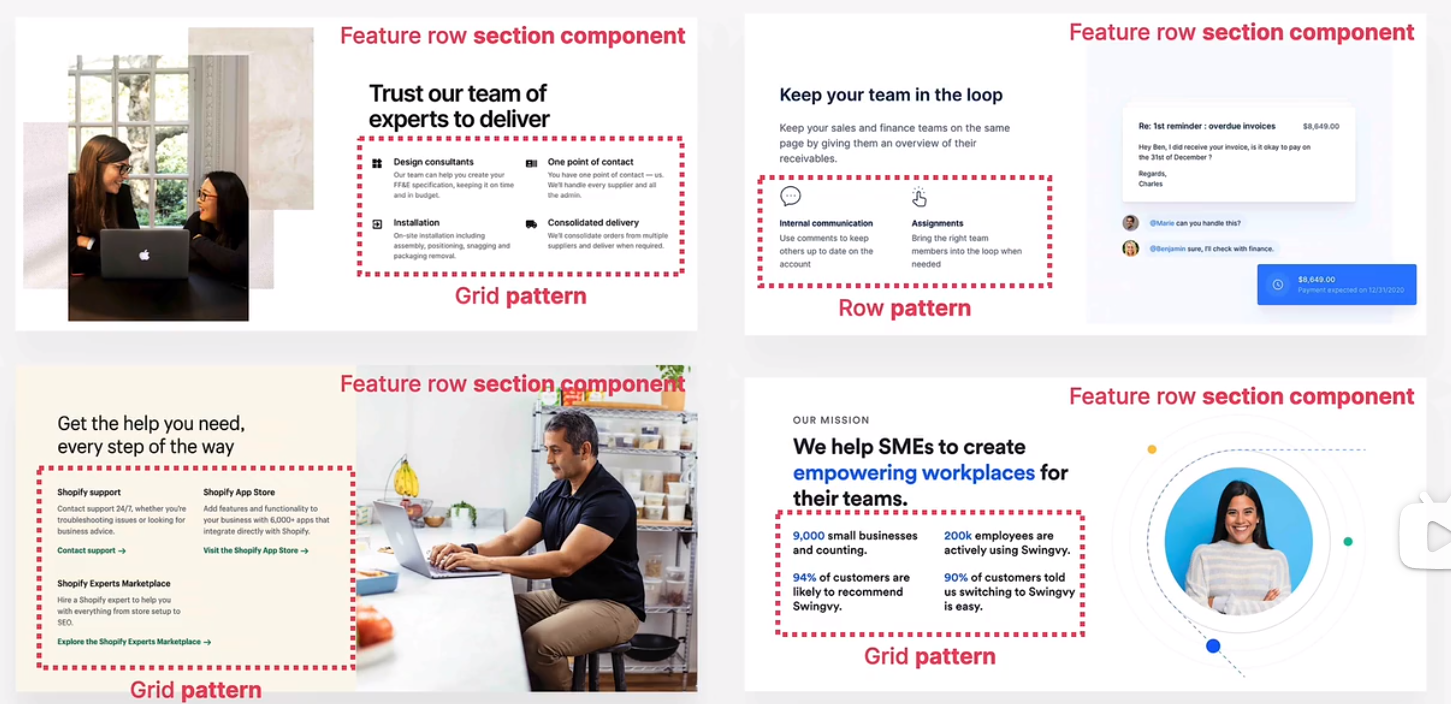 Feature row section component
Trust our team of
experts to deliver
Design consultants
Our team can help you create your
FF&E specification, keeping it on time
and in budget.
One point of contact
You have one point of contact — us.
We'll handle every supplier and all
the admin.
Installation
On-site installation including
assembly, positioning, snagging and
packaging removal.
Consolidated delivery
We'll consolidate orders from multiple
suppliers and deliver when required.
Grid pattern
Feature row section component
Keep your team in the loop
Keep your sales and finance teams on the same
page by giving them an overview of their
receivables.
Internal communication
Use comments to keep
others up to date on the
account
Assignments
Bring the right team
members into the loop when
needed
Row pattern
Re: 1st reminder : overdue invoices
$8,649.00
Hey Ben, I did receive your invoice, is it okay to pay on
the 31st of December ?
Regards,
Charles
@Marie can you handle this?
@Benjamin sure, I'll check with finance.
$8,649.00
Payment expected on 12/31/2020
Feature row section component
Get the help you need,
every step of the way
Shopify support
Contact support 24/7, whether you're
troubleshooting issues or looking for
business advice.
Contact support →
Shopify App Store
Add features and functionality to
your business with 6,000+ apps that
integrate directly with Shopify.
Visit the Shopify App Store →
Shopify Experts Marketplace
Hire a Shopify expert to help you
with everything from store setup to
SEO.
Explore the Shopify Experts Marketplace →
Grid pattern
Feature row section component
OUR MISSION
We help SMEs to create
empowering workplaces for
their teams.
9,000 small businesses
and counting.
200k employees are
actively using Swingvy.
94% of customers are
likely to recommend
Swingvy.
90% of customers told
us switching to Swingvy
is easy.
Grid pattern